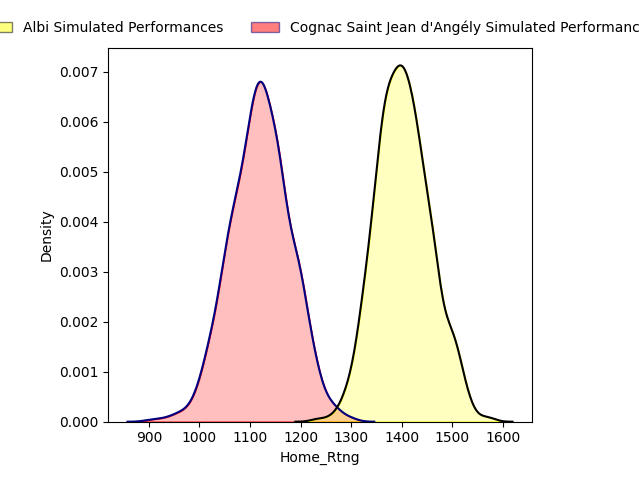 Albi Simulated Performances
Cognac Saint Jean d'Angély Simulated
0.007
0.006
0.005
0.004
0.003
0.002
0.001
0.000
Density
900 1000 1100 1200 1300 1400 1500 1600
Home_Rtng